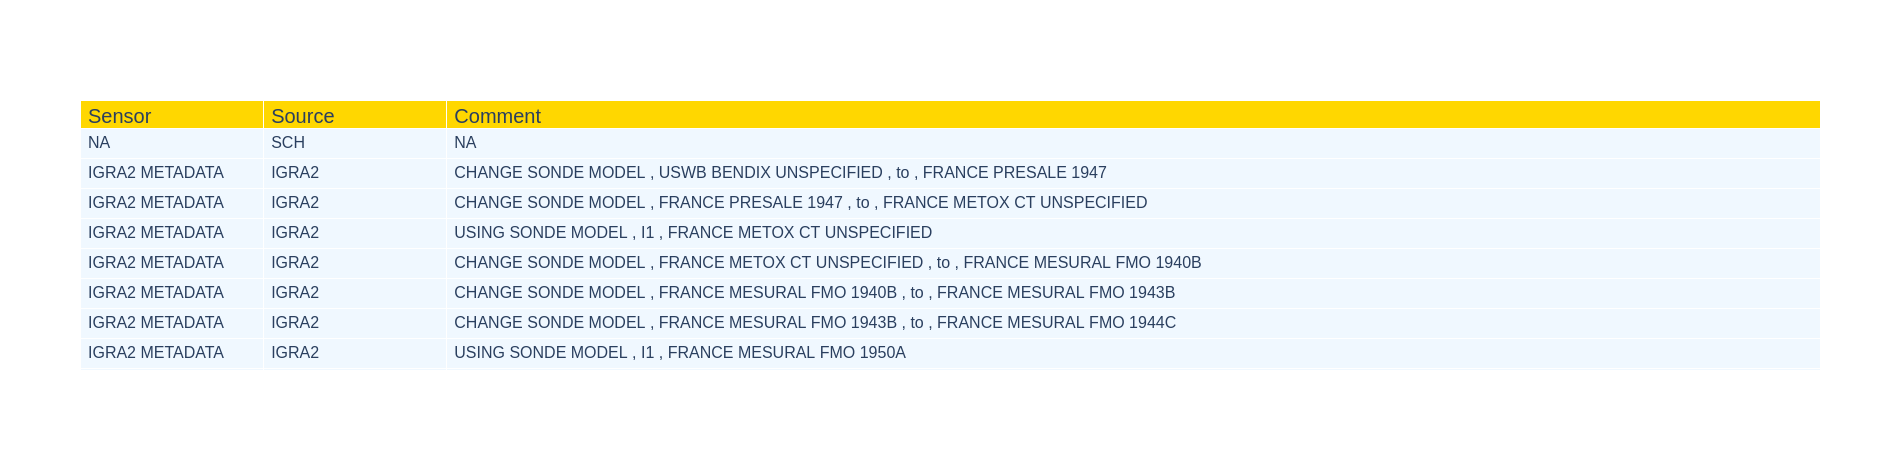 Sensor Source Comment
NA SCH NA
IGRA2 METADATA IGRA2 CHANGE SONDE MODEL , USWB BENDIX UNSPECIFIED , to , FRANCE PRESALE 1947
IGRA2 METADATA IGRA2 CHANGE SONDE MODEL , FRANCE PRESALE 1947 , to , FRANCE METOX CT UNSPECIFIED
IGRA2 METADATA IGRA2 USING SONDE MODEL , I1 , FRANCE METOX CT UNSPECIFIED
IGRA2 METADATA IGRA2 CHANGE SONDE MODEL , FRANCE METOX CT UNSPECIFIED , to , FRANCE MESURAL FMO 1940B
IGRA2 METADATA IGRA2 CHANGE SONDE MODEL , FRANCE MESURAL FMO 1940B , to , FRANCE MESURAL FMO 1943B
IGRA2 METADATA IGRA2 CHANGE SONDE MODEL , FRANCE MESURAL FMO 1943B , to , FRANCE MESURAL FMO 1944C
IGRA2 METADATA IGRA2 USING SONDE MODEL , I1 , FRANCE MESURAL FMO 1950A